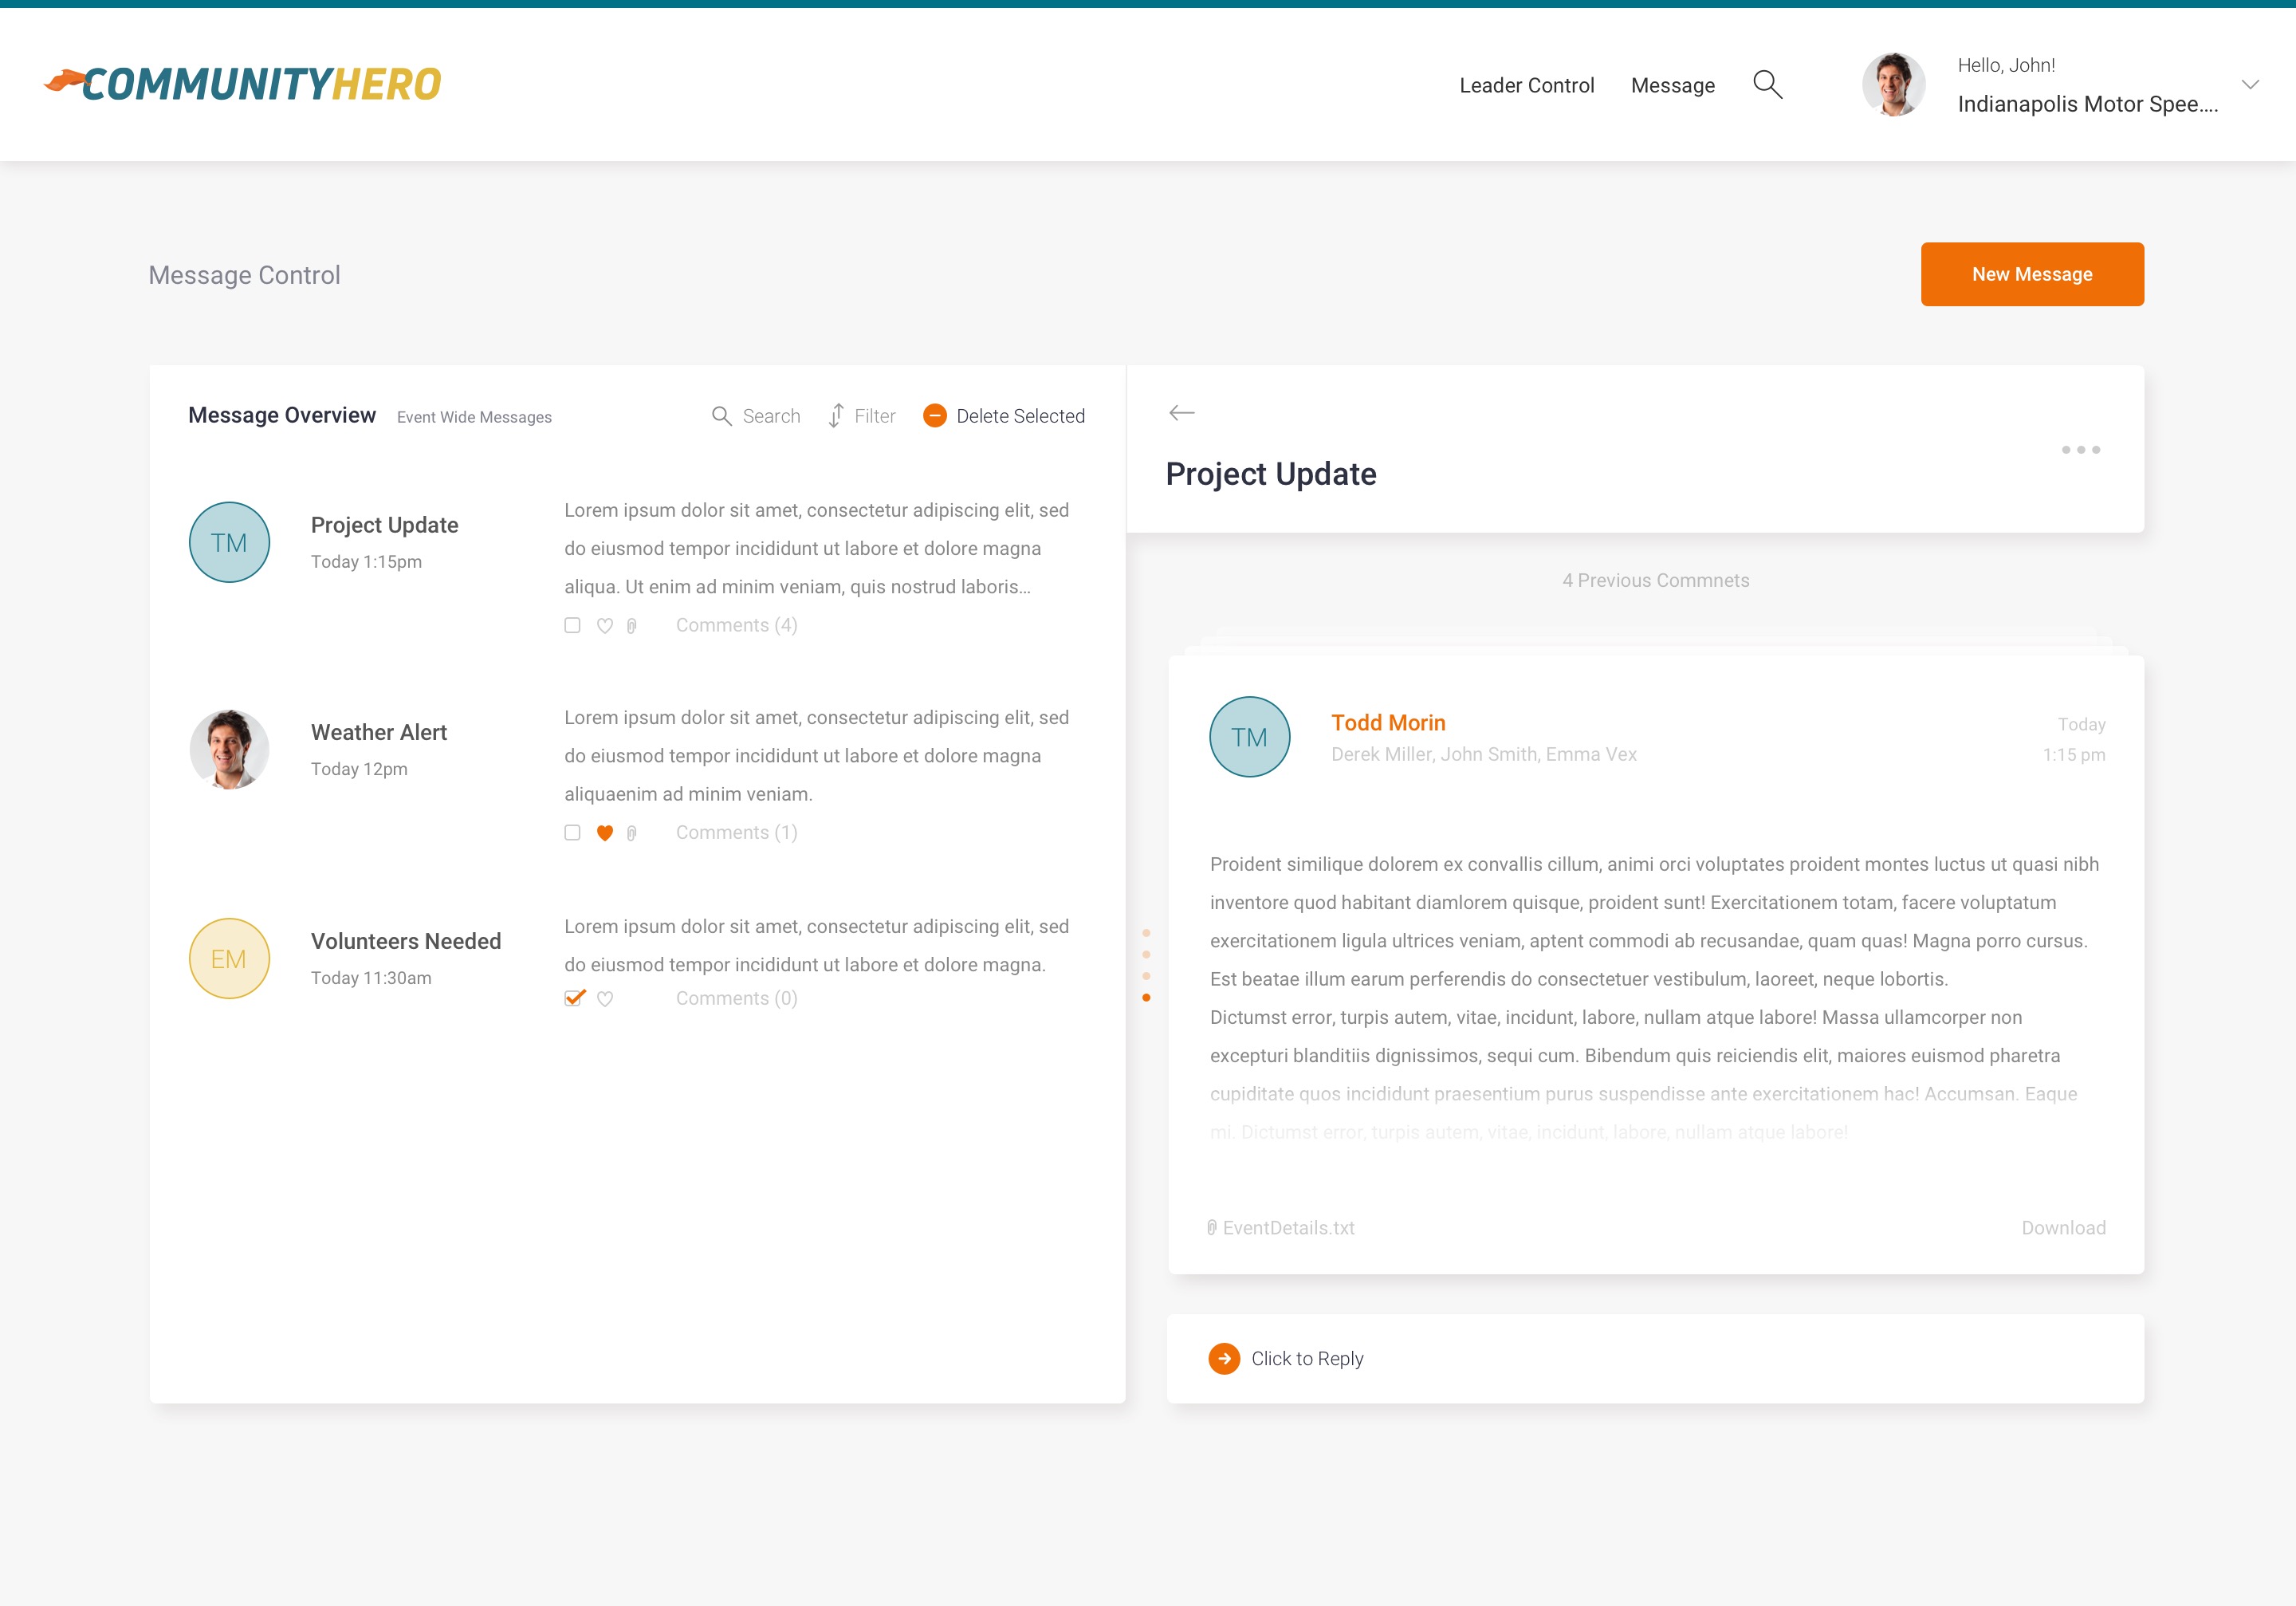 COMMUNITYHERO
Leader Control
Message
Hello, John!
Indianapolis Motor Spee....
Message Control
New Message
Message Overview
Event Wide Messages
Search
Filter
Delete Selected
TM
Project Update
Today 1:15pm
Lorem ipsum dolor sit amet, consectetur adipiscing elit, sed
do eiusmod tempor incididunt ut labore et dolore magna
aliqua. Ut enim ad minim veniam, quis nostrud laboris...
Comments (4)
Weather Alert
Today 12pm
Lorem ipsum dolor sit amet, consectetur adipiscing elit, sed
do eiusmod tempor incididunt ut labore et dolore magna
aliquaenim ad minim veniam.
Comments (1)
EM
Volunteers Needed
Today 11:30am
Lorem ipsum dolor sit amet, consectetur adipiscing elit, sed
do eiusmod tempor incididunt ut labore et dolore magna.
Comments (0)
Project Update
4 Previous Commnets
TM
Todd Morin
Derek Miller, John Smith, Emma Vex
Today
1:15 pm
Proident similique dolorem ex convallis cillum, animi orci voluptates proident montes luctus ut quasi nibh
inventore quod habitant diamlorem quisque, proident sunt! Exercitationem totam, facere voluptatum
exercitationem ligula ultrices veniam, aptent commodi ab recusandae, quam quas! Magna porro cursus.
Est beatae illum earum perferendis do consectetuer vestibulum, laoreet, neque lobortis.
Dictumst error, turpis autem, vitae, incidunt, labore, nullam atque labore! Massa ullamcorper non
excepturi blanditiis dignissimos, sequi cum. Bibendum quis reiciendis elit, maiores euismod pharetra
cupiditate quos incididunt praesentium purus suspendisse ante exercitationem hac! Accumsan. Eaque
mi. Dictumst error, turpis autem, vitae, incidunt, labore, nullam atque labore!
EventDetails.txt
Download
Click to Reply